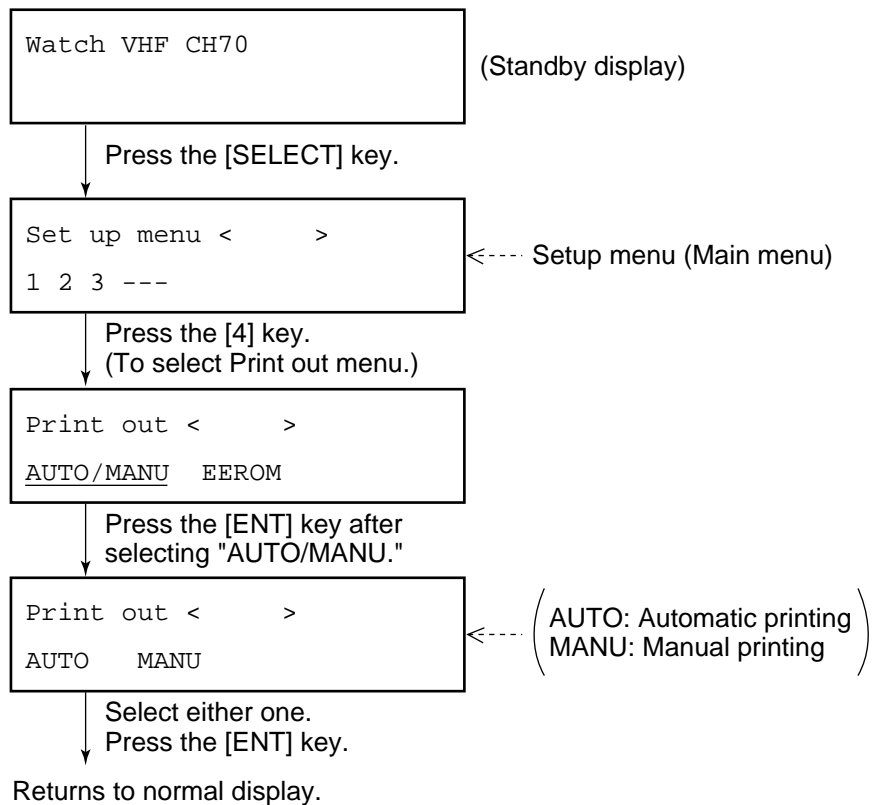 Watch VHF CH70
(Standby display)
Press the [SELECT] key.
Set up menu < >
1 2 3 ---
Setup menu (Main menu)
Press the [4] key.
(To select Print out menu.)
Print out < >
AUTO/MANU EEROM
Press the [ENT] key after
selecting "AUTO/MANU."
Print out < >
AUTO MANU
AUTO: Automatic printing
MANU: Manual printing
Select either one.
Press the [ENT] key.
Returns to normal display.